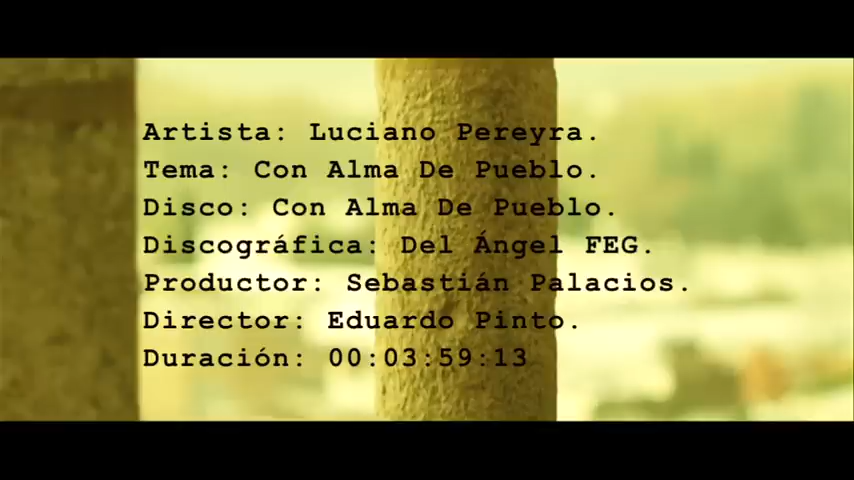 Artista: Luciano Pereyra.
Tema: Con Alma De Pueblo.
Disco: Con Alma De Pueblo.
Discográfica: Del Ángel FEG.
Productor: Sebastián Palacios.
Director: Eduardo Pinto.
Duración: 00:03:59:13